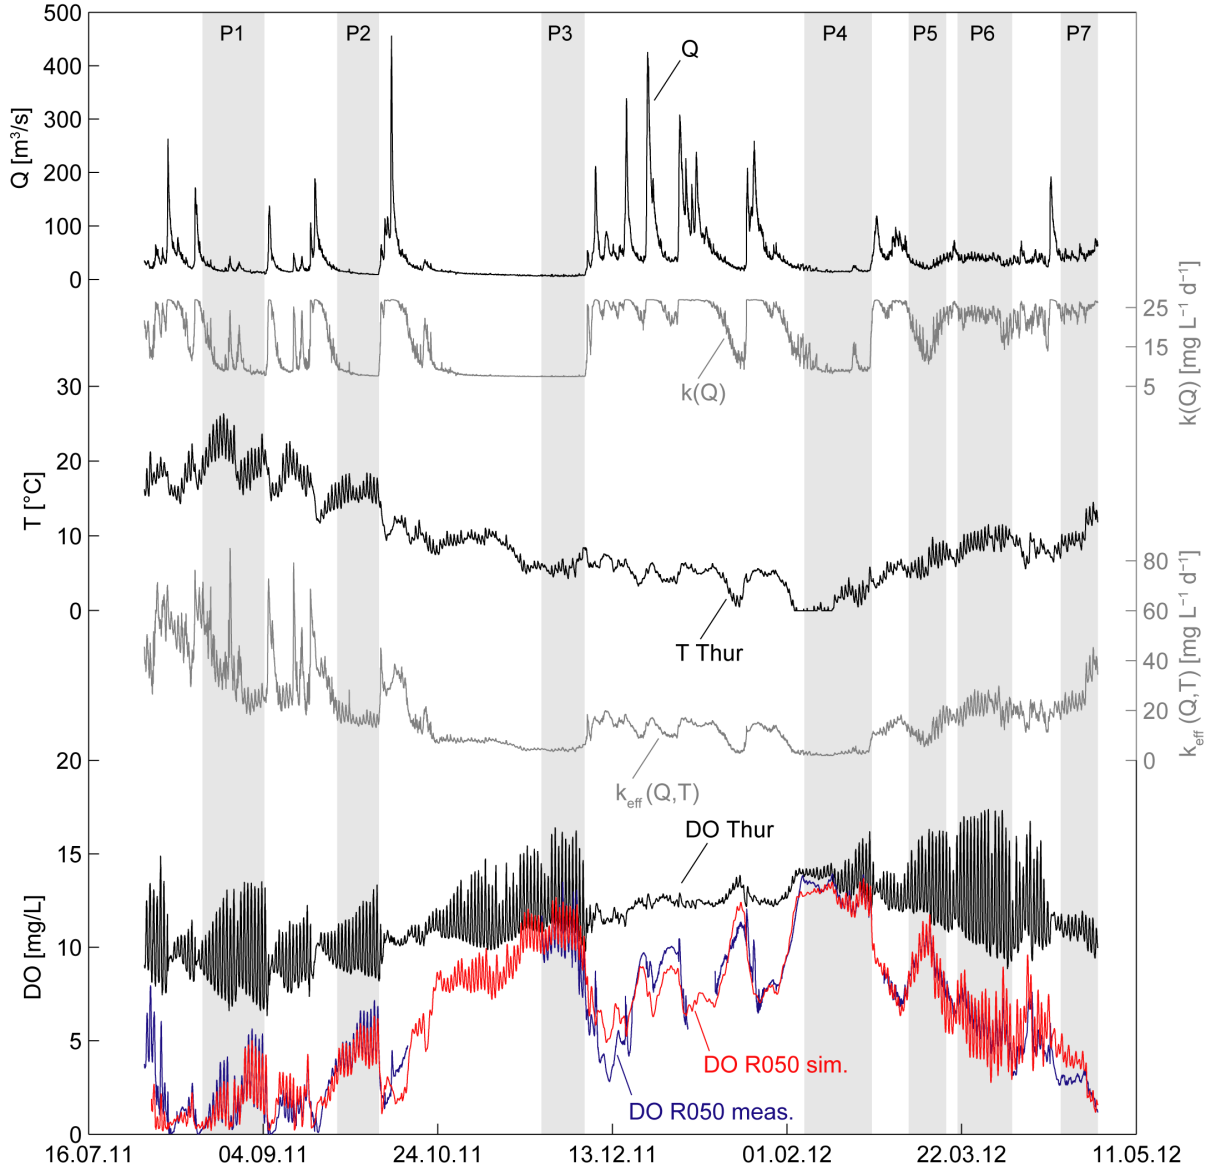 500
P1
P2
P3
P4
P5
P6
P7
400
Q
300
Q [m³/s]
200
100
0
25
15
5
k(Q) [mg L⁻¹ d⁻¹]
k(Q)
30
20
T [°C]
10
0
T Thur
80
60
40
20
0
keff (Q,T) [mg L⁻¹ d⁻¹]
keff (Q,T)
20
DO Thur
15
DO [mg/L]
10
5
DO R050 sim.
DO R050 meas.
0
16.07.11
04.09.11
24.10.11
13.12.11
01.02.12
22.03.12
11.05.12